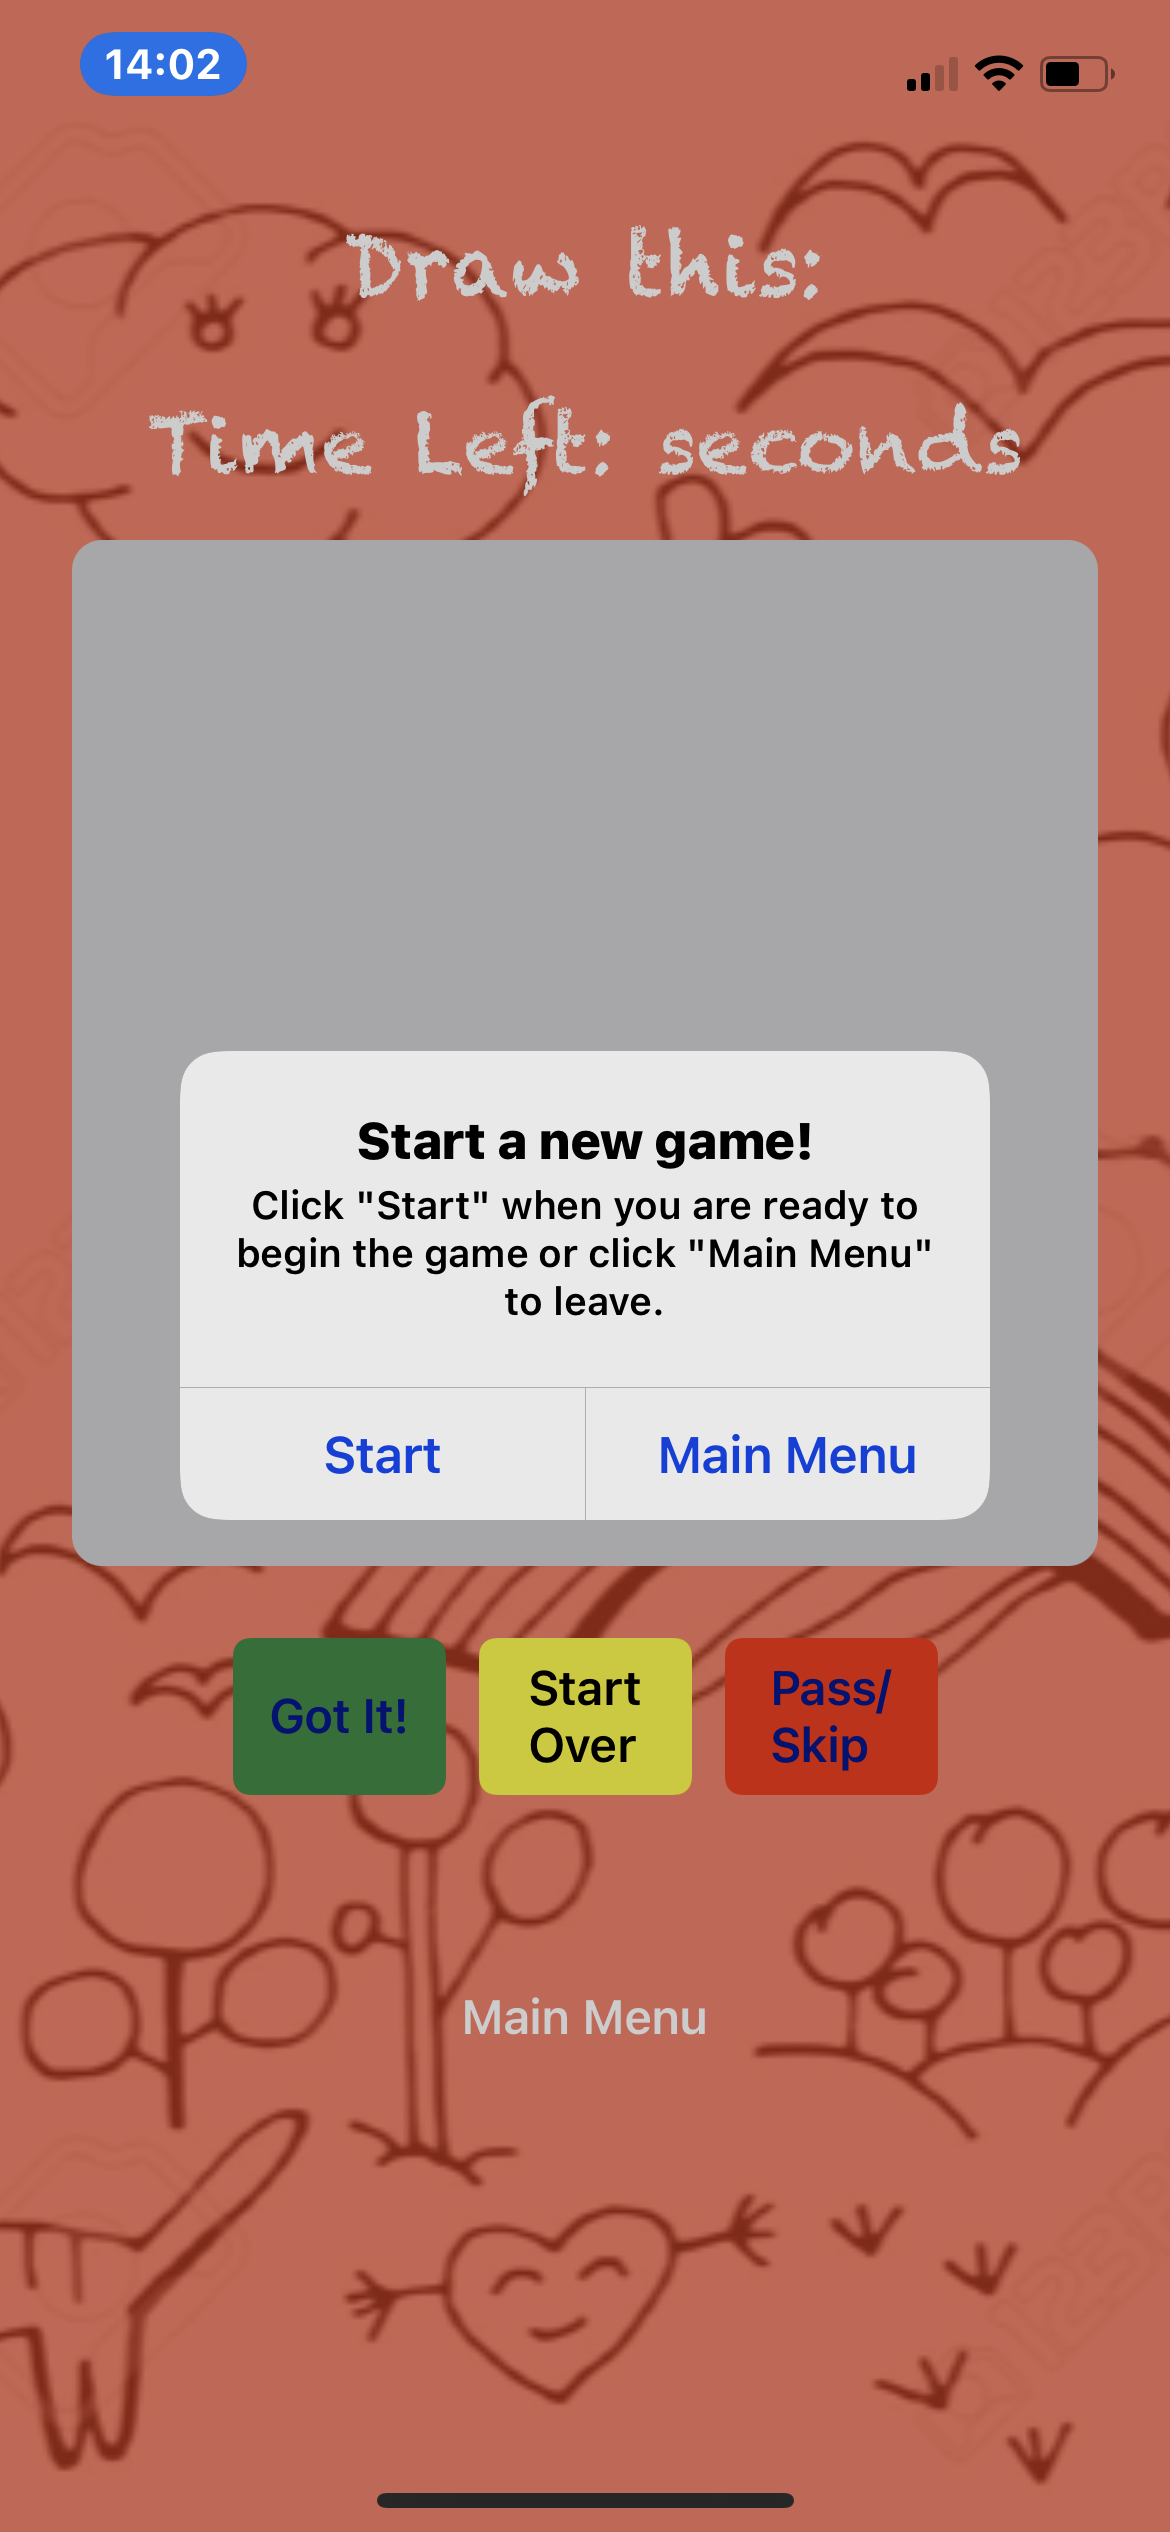 14:02
Draw this:
Time Left: seconds
Start a new game!
Click "Start" when you are ready to
begin the game or click "Main Menu"
to leave.
Start
Main Menu
Got It!
Start
Over
Pass/
Skip
Main Menu